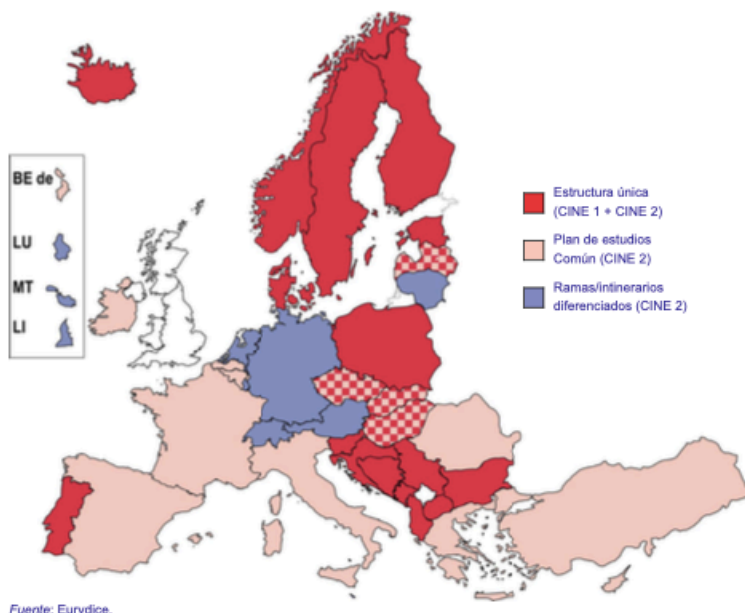 BE de
LU
MT
LI
Estructura única
(CINE 1 + CINE 2)
Plan de estudios
Común (CINE 2)
Ramas/intinerarios
diferenciados (CINE 2)
Fuente: Eurydice.